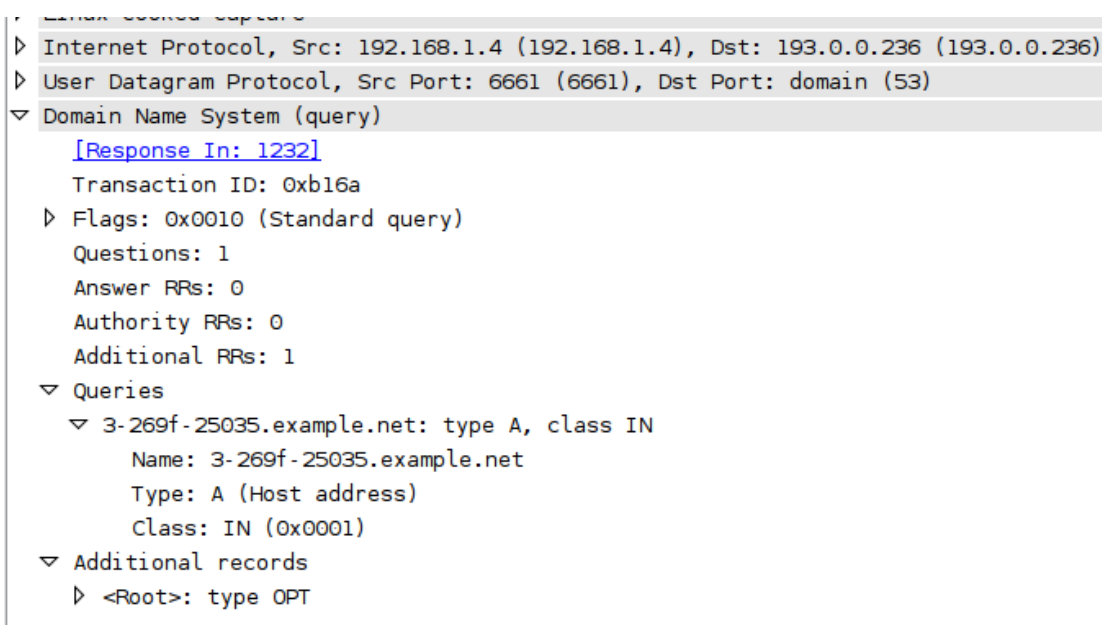 Linux cooked capture
Internet Protocol, Src: 192.168.1.4 (192.168.1.4), Dst: 193.0.0.236 (193.0.0.236)
User Datagram Protocol, Src Port: 6661 (6661), Dst Port: domain (53)
Domain Name System (query)
[Response In: 1232]
Transaction ID: 0xb16a
Flags: 0x0010 (Standard query)
Questions: 1
Answer RRs: 0
Authority RRs: 0
Additional RRs: 1
Queries
3-269f-25035.example.net: type A, class IN
Name: 3-269f-25035.example.net
Type: A (Host address)
Class: IN (0x0001)
Additional records
<Root>: type OPT